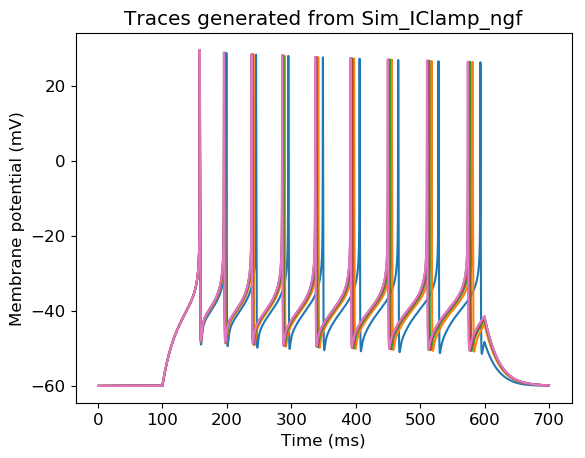 Traces generated from Sim_IClamp_ngf
Membrane potential (mV)
20
0
−20
−40
−60
0 100 200 300 400 500 600 700
Time (ms)